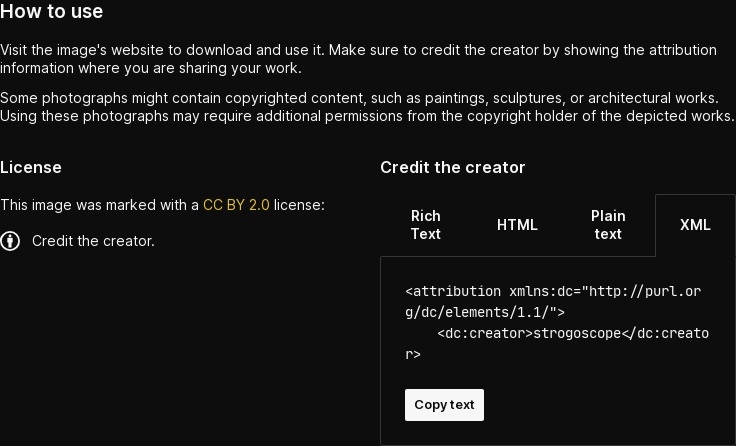 How to use
Visit the image's website to download and use it. Make sure to credit the creator by showing the attribution
information where you are sharing your work.
Some photographs might contain copyrighted content, such as paintings, sculptures, or architectural works.
Using these photographs may require additional permissions from the copyright holder of the depicted works.
License
This image was marked with a CC BY 2.0 license:
Credit the creator.
Credit the creator
Rich
Text
HTML
Plain
text
XML
<attribution xmlns:dc="http://purl.or
g/dc/elements/1.1/">
    <dc:creator>strogoscope</dc:creato
r>
Copy text